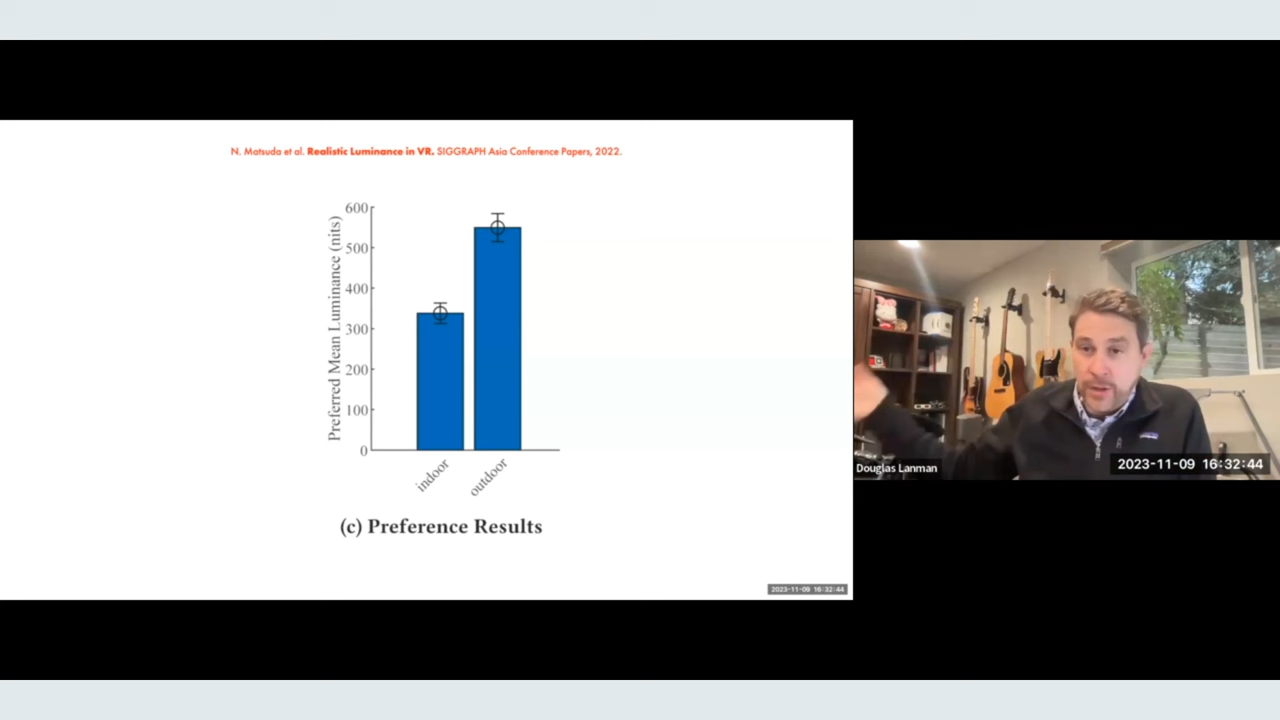 N. Matsuda et al. Realistic Luminance in VR. SIGGRAPH Asia Conference Papers, 2022.
Preferred Mean Luminance (nits)
600
500
400
300
200
100
0
indoor
outdoor
(c) Preference Results
2023-11-09 16:32:44
Douglas Lanman
2023-11-09 16:32:44